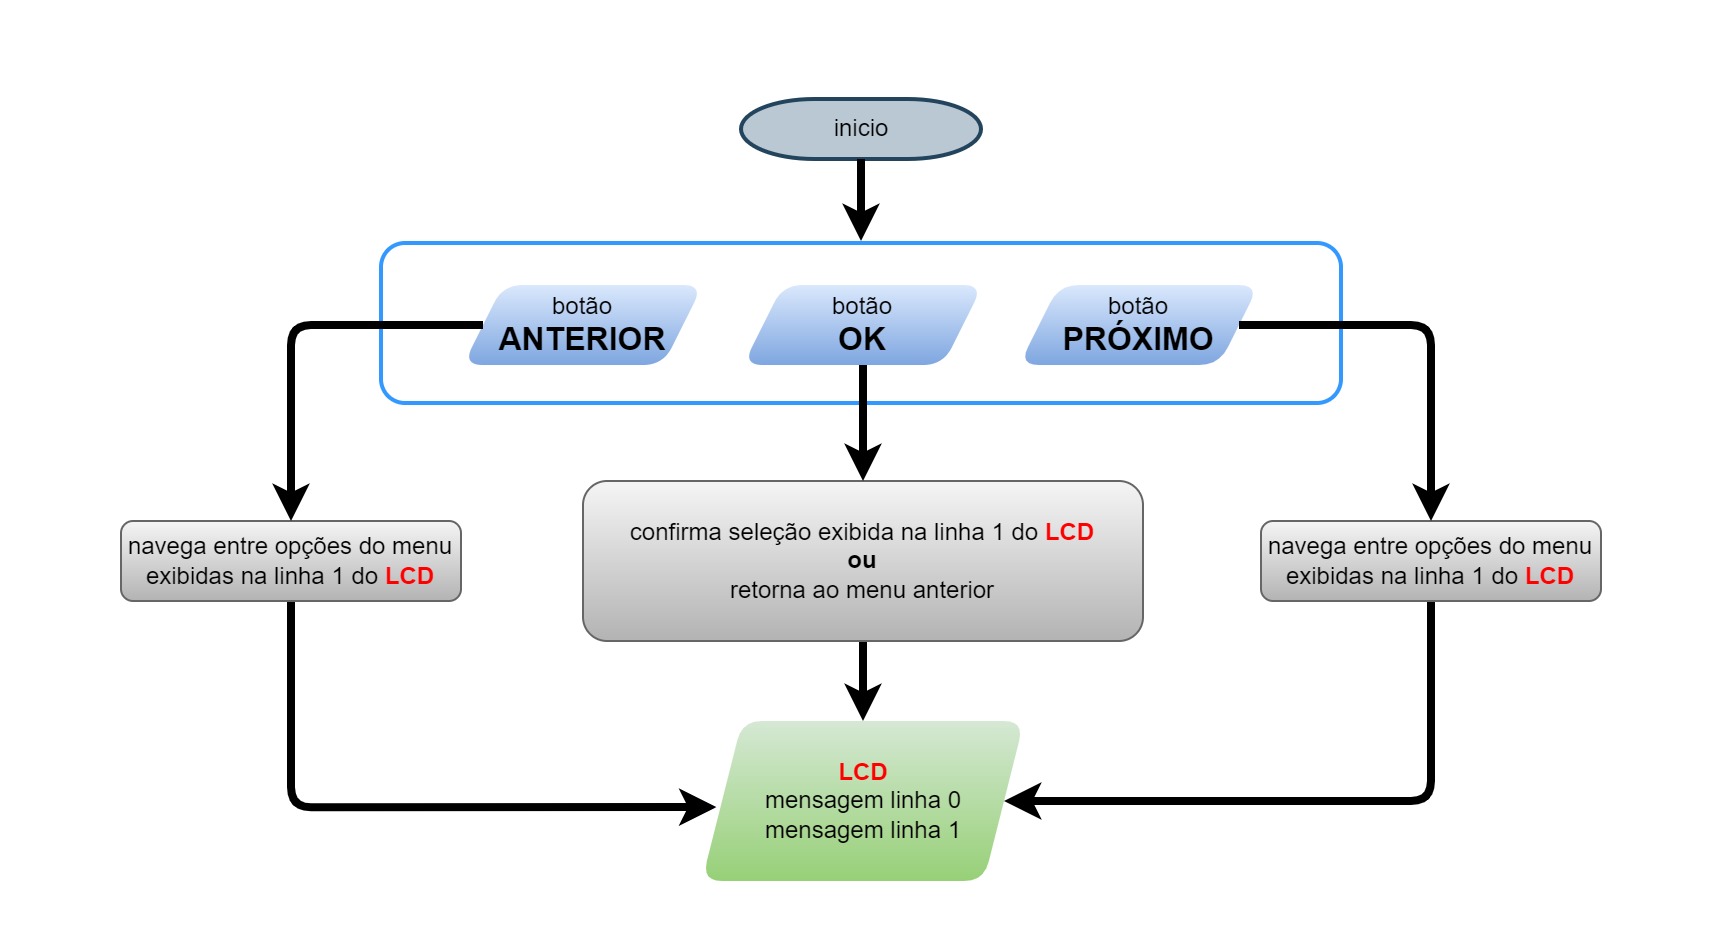 inicio
botão
ANTERIOR
botão
OK
botão
PRÓXIMO
navega entre opções do menu
exibidas na linha 1 do LCD
confirma seleção exibida na linha 1 do LCD
ou
retorna ao menu anterior
navega entre opções do menu
exibidas na linha 1 do LCD
LCD
mensagem linha 0
mensagem linha 1